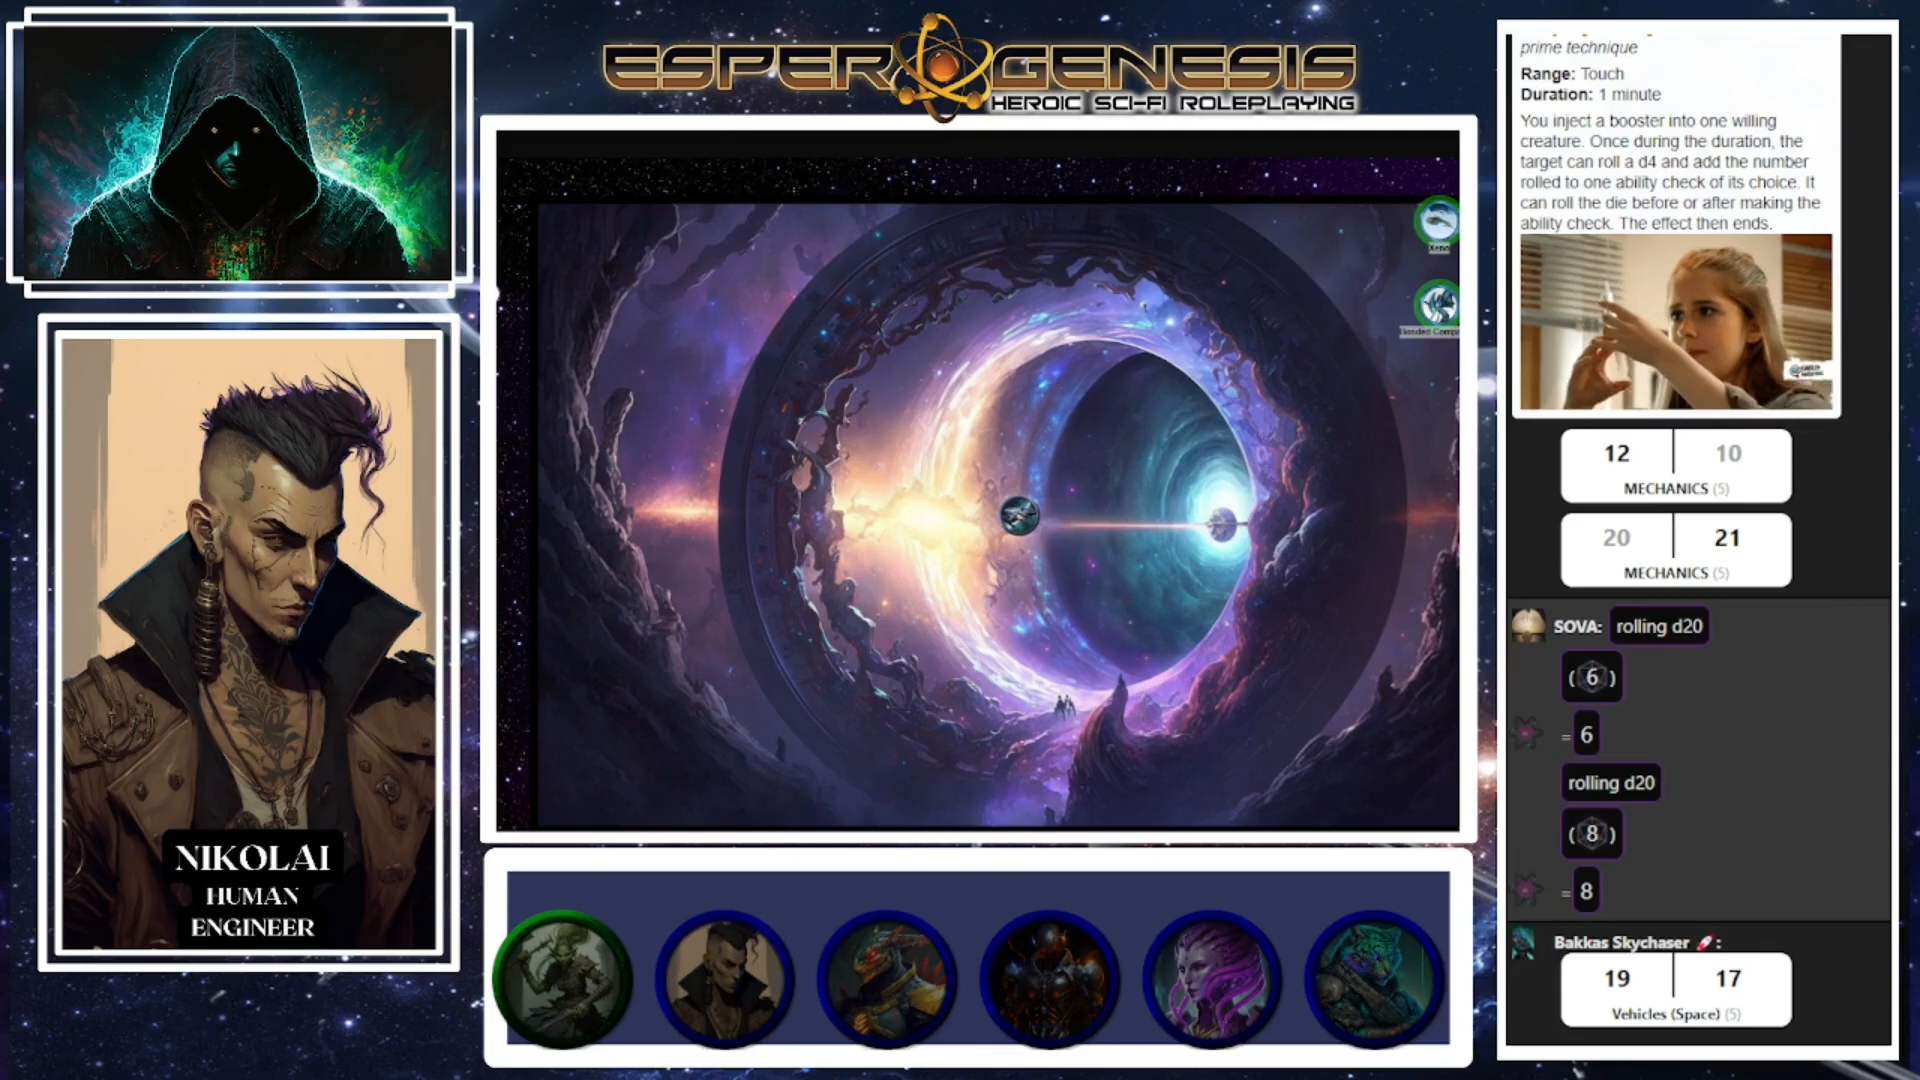 ESPER GENESIS
HEROIC SCI-FI ROLEPLAYING
NIKOLAI
HUMAN
ENGINEER
Xeno
prime technique
Range: Touch
Duration: 1 minute
You inject a booster into one willing
creature. Once during the duration, the
target can roll a d4 and add the number
rolled to one ability check of its choice. It
can roll the die before or after making the
ability check. The effect then ends.
12 10
MECHANICS (5)
20 21
MECHANICS (5)
SOVA: rolling d20
(6)
= 6
rolling d20
(8)
= 8
Bakkas Skychaser 🚀:
19 17
Vehicles (Space) (5)